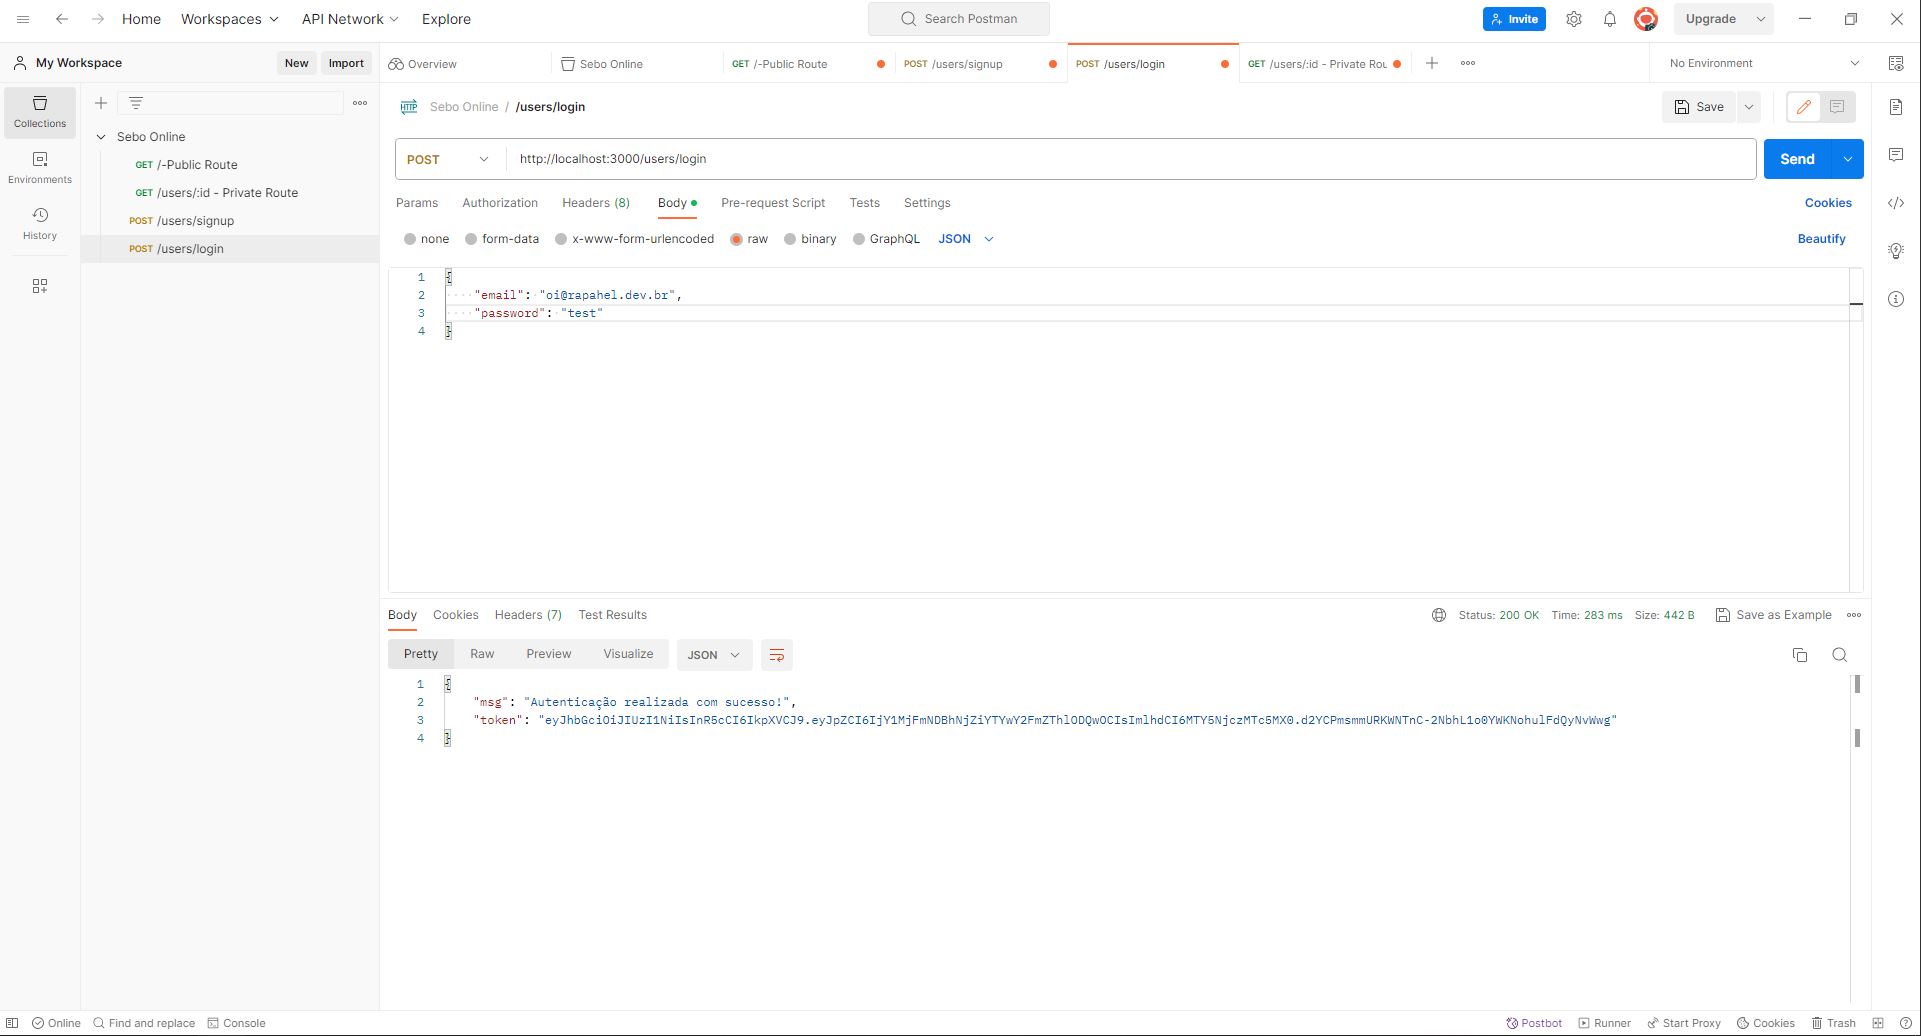 Home Workspaces API Network Explore Search Postman Invite Upgrade
My Workspace New Import
Overview Sebo Online GET /-Public Route POST /users/signup POST /users/login GET /users/:id - Private Rou No Environment
Collections
Environments
History
Sebo Online
GET /-Public Route
GET /users/:id - Private Route
POST /users/signup
POST /users/login
HTTP Sebo Online / /users/login Save
POST http://localhost:3000/users/login Send
Params Authorization Headers (8) Body Pre-request Script Tests Settings Cookies
none form-data x-www-form-urlencoded raw binary GraphQL JSON Beautify
1 {
2 "email": "oi@rapahel.dev.br",
3 "password": "test"
4 }
Body Cookies Headers (7) Test Results Status: 200 OK Time: 283 ms Size: 442 B Save as Example
Pretty Raw Preview Visualize JSON
1 {
2 "msg": "Autenticação realizada com sucesso!",
3 "token":
4 }
Online Find and replace Console Postbot Runner Start Proxy Cookies Trash